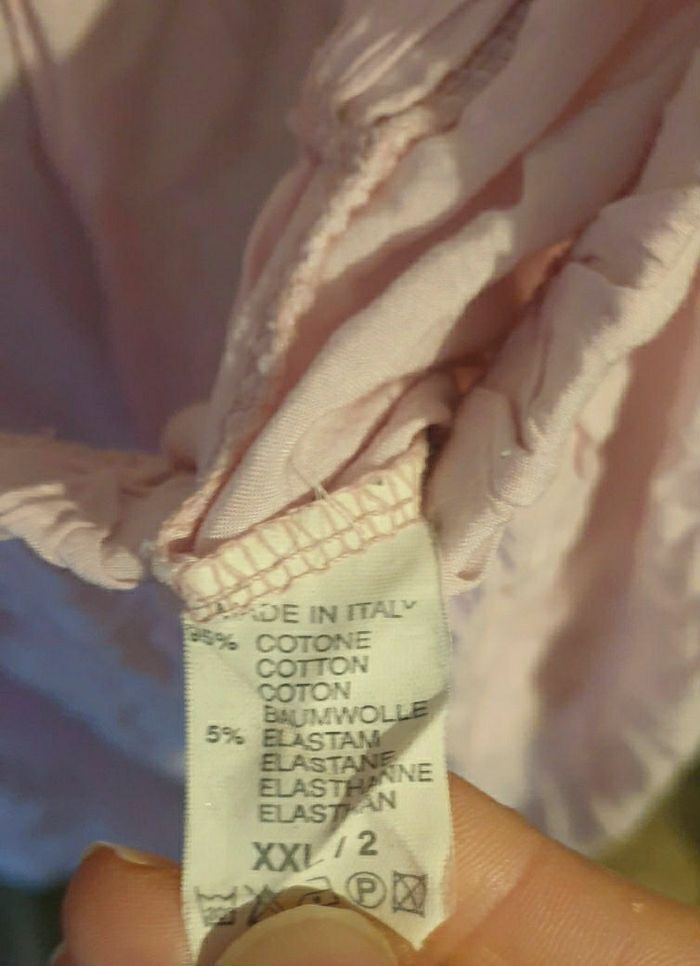 MADE IN ITALY
95% COTONE
COTTON
COTON
BAUMWOLLE
5% ELASTAM
ELASTANE
ELASTHANNE
ELASTHAN
XXL / 2
P